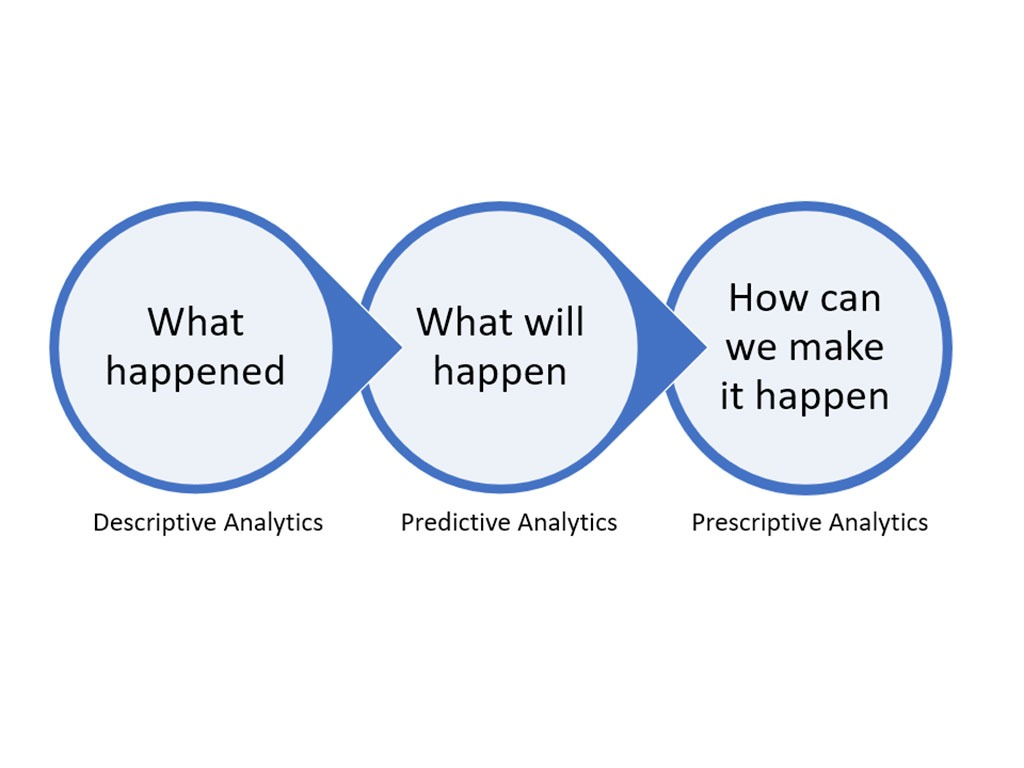 What
happened
What will
happen
How can
we make
it happen
Descriptive Analytics
Predictive Analytics
Prescriptive Analytics